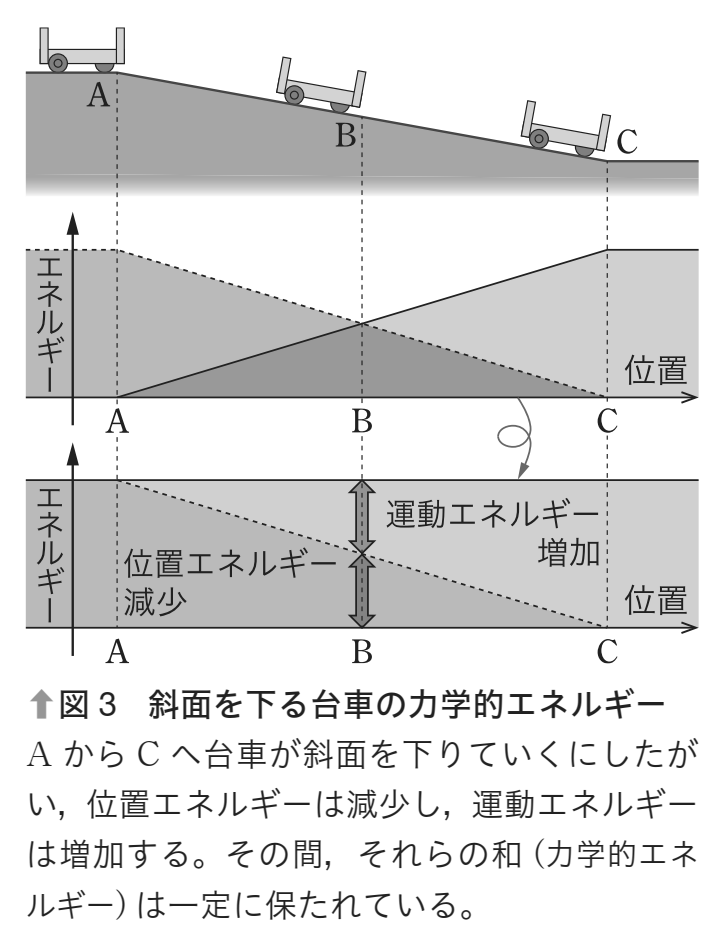 A
B
C
エネルギー
位置
A
B
C
エネルギー
運動エネルギー
増加
位置エネルギー
減少
位置
A
B
C
図3 斜面を下る台車の力学的エネルギー
A から C へ台車が斜面を下りていくにしたが
い，位置エネルギーは減少し，運動エネルギー
は増加する。その間，それらの和 (力学的エネ
ルギー) は一定に保たれている。